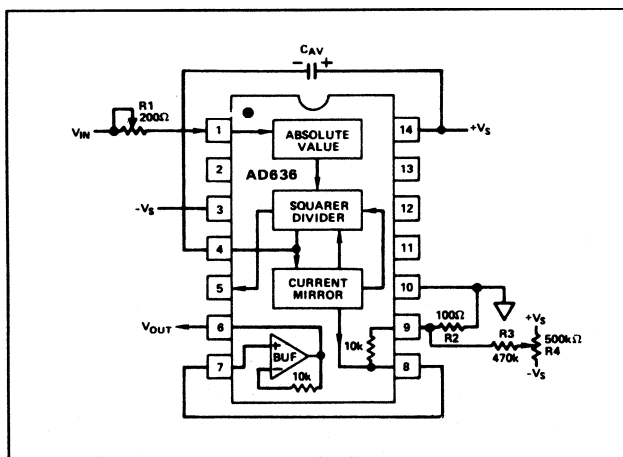 CAV
− +
R1
200Ω
VIN
1
ABSOLUTE
VALUE
14
+VS
2
AD636
13
−VS
3
SQUARER
DIVIDER
12
4
11
5
CURRENT
MIRROR
10
VOUT
6
10k
9
100Ω
R2
+VS
R3
470k
500kΩ
R4
−VS
7
+
BUF
−
10k
8